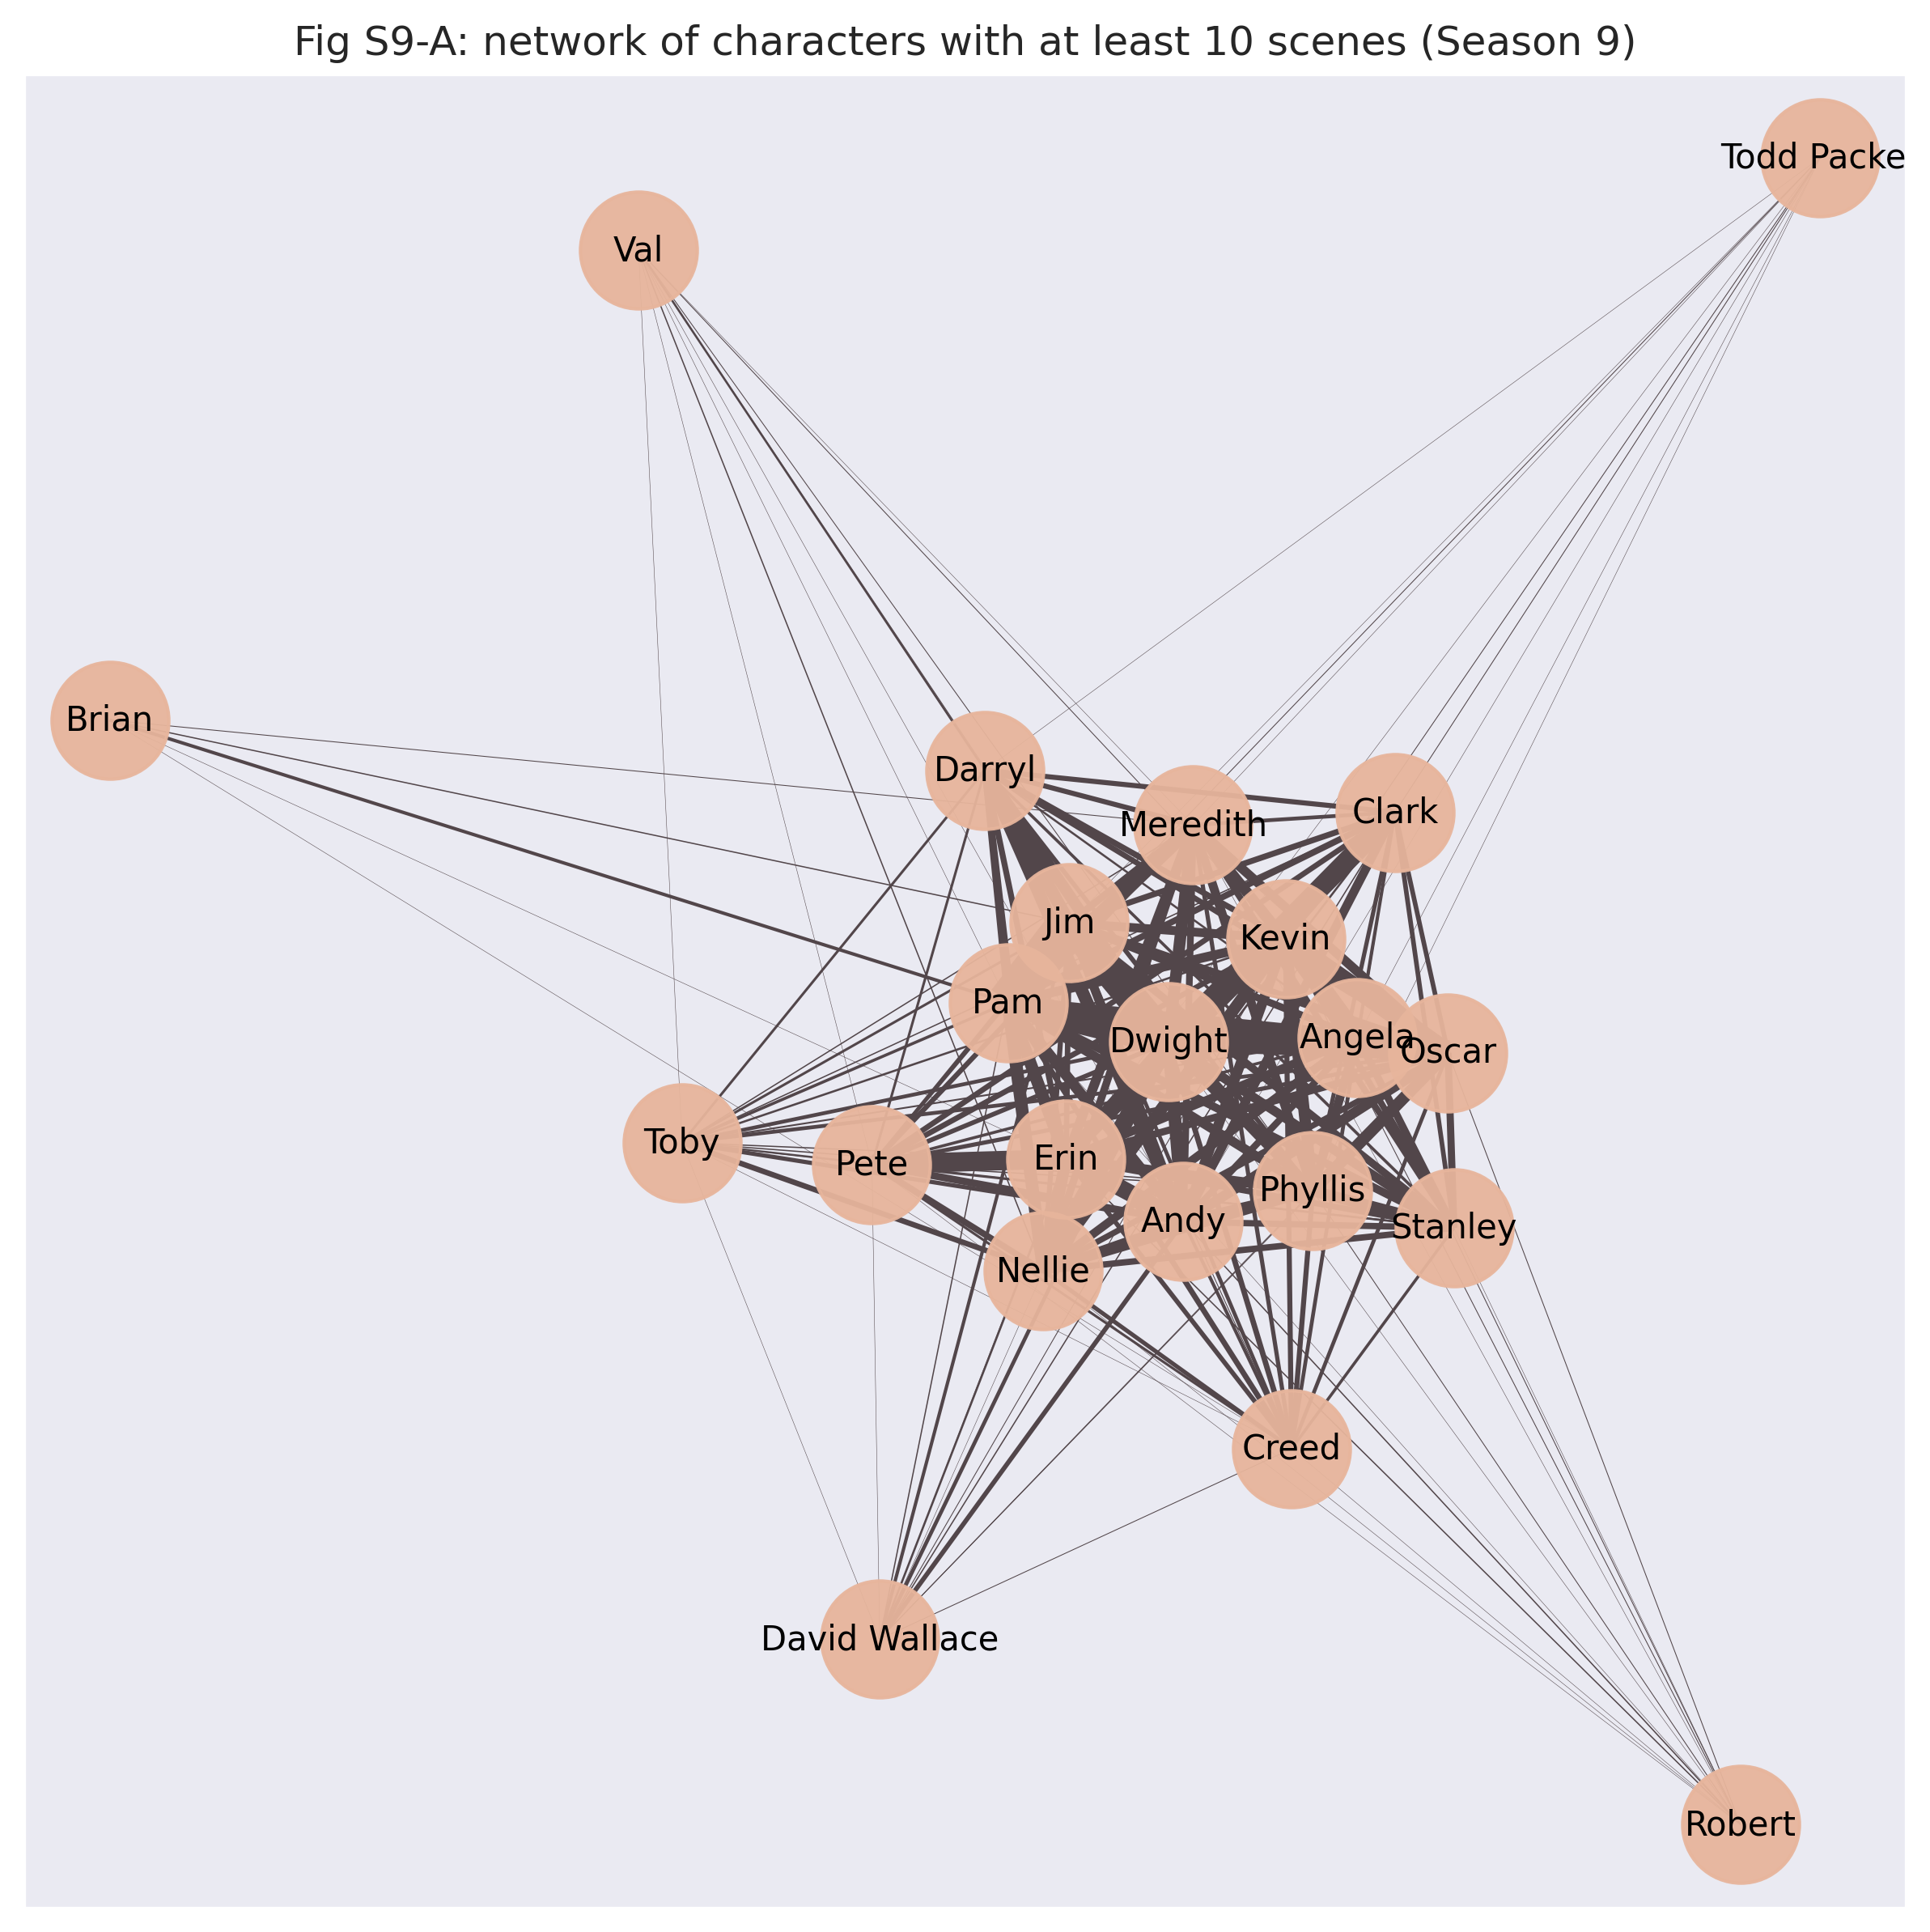 Fig S9-A: network of characters with at least 10 scenes (Season 9)
Todd Packe
Val
Brian
Darryl
Meredith
Clark
Jim
Kevin
Pam
Dwight
Angela
Oscar
Toby
Pete
Erin
Phyllis
Andy
Stanley
Nellie
Creed
David Wallace
Robert